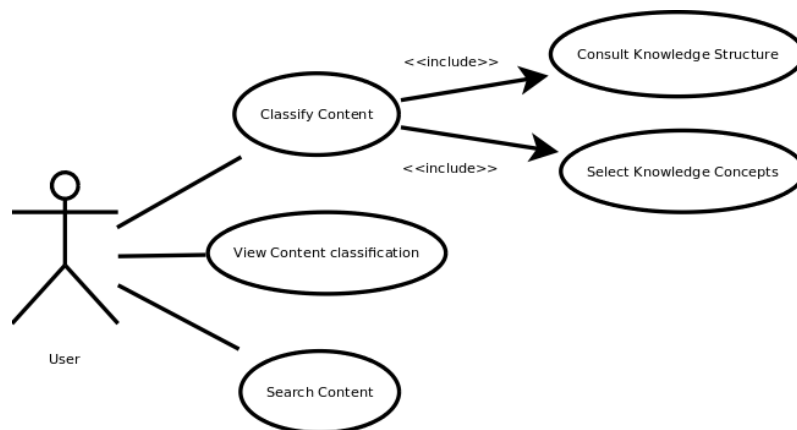 Consult Knowledge Structure
<<include>>
Classify Content
<<include>>
Select Knowledge Concepts
View Content classification
User
Search Content